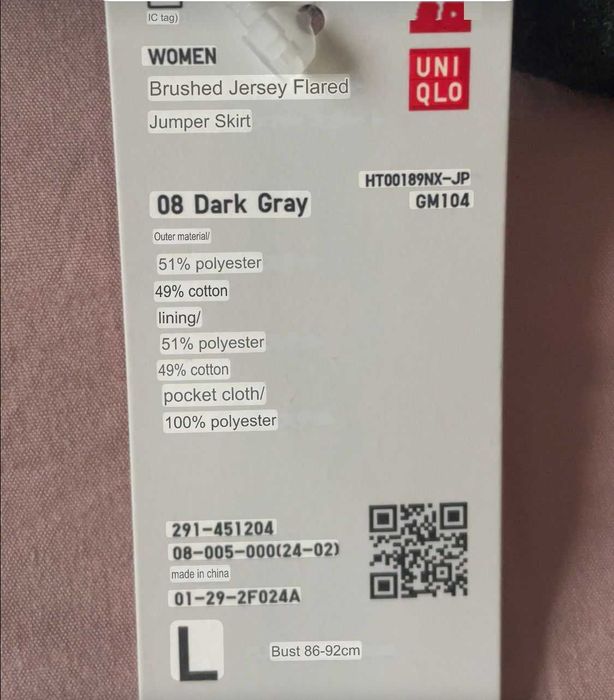 IC tag)
WOMEN
Brushed Jersey Flared
Jumper Skirt
UNI
QLO
HT00189NX-JP
GM104
08 Dark Gray
Outer material/
51% polyester
49% cotton
lining/
51% polyester
49% cotton
pocket cloth/
100% polyester
291-451204
08-005-000(24-02)
made in china
01-29-2F024A
L
Bust 86-92cm